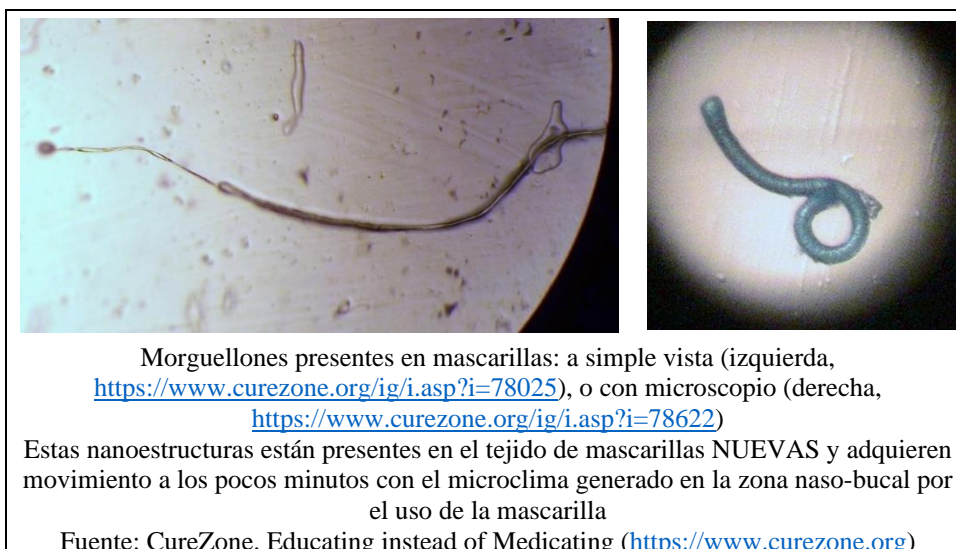 Morguellones presentes en mascarillas: a simple vista (izquierda,
https://www.curezone.org/ig/i.asp?i=78025), o con microscopio (derecha,
https://www.curezone.org/ig/i.asp?i=78622)
Estas nanoestructuras están presentes en el tejido de mascarillas NUEVAS y adquieren
movimiento a los pocos minutos con el microclima generado en la zona naso-bucal por
el uso de la mascarilla
Fuente: CureZone. Educating instead of Medicating (https://www.curezone.org)